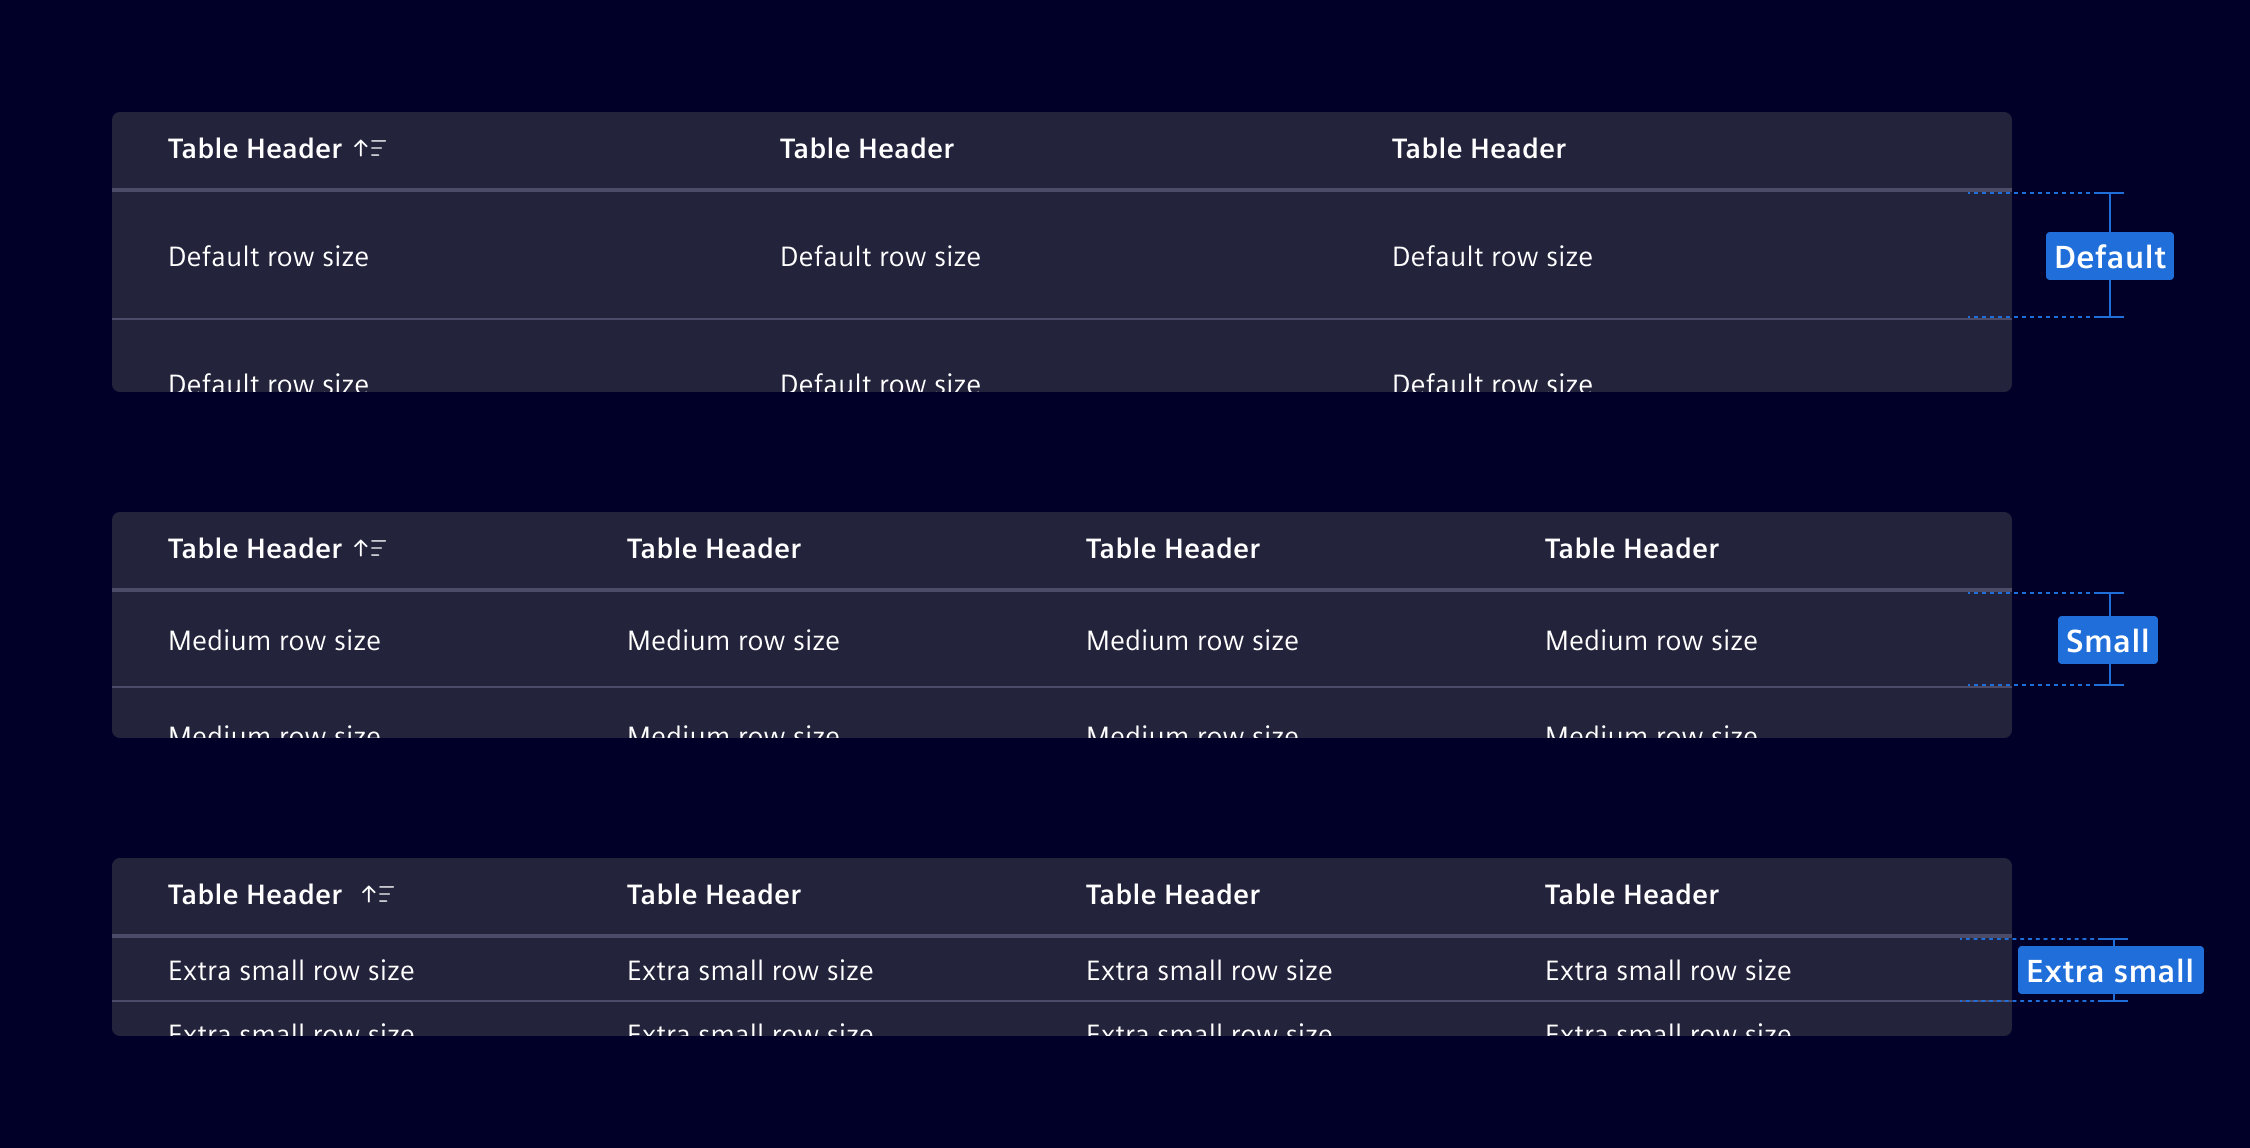 Table Header Table Header Table Header
Default row size Default row size Default row size Default
Default row size Default row size Default row size
Table Header Table Header Table Header Table Header
Medium row size Medium row size Medium row size Medium row size Small
Medium row size Medium row size Medium row size Medium row size
Table Header Table Header Table Header Table Header
Extra small row size Extra small row size Extra small row size Extra small row size Extra small
Extra small row size Extra small row size Extra small row size Extra small row size